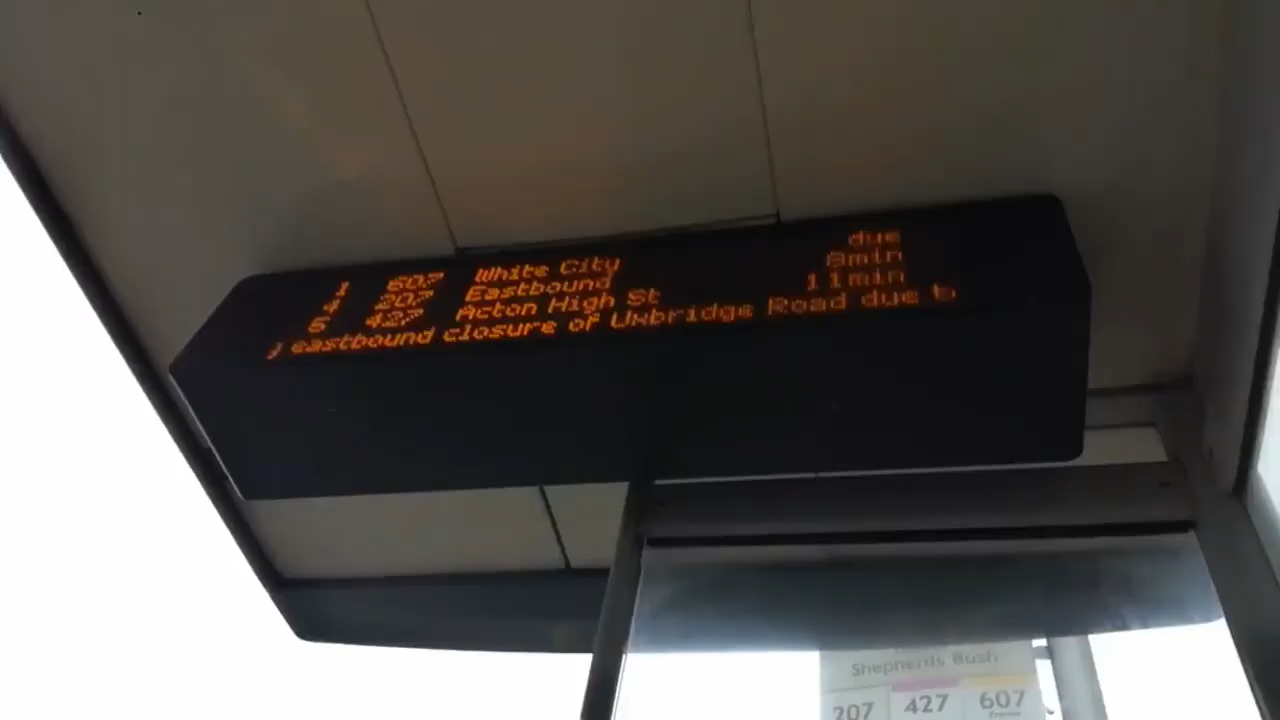 1 607 White City due
4 207 Eastbound 8min
5 427 Acton High St 11min
y eastbound closure of Uxbridge Road due b
Shepherds Bush
207 427 607